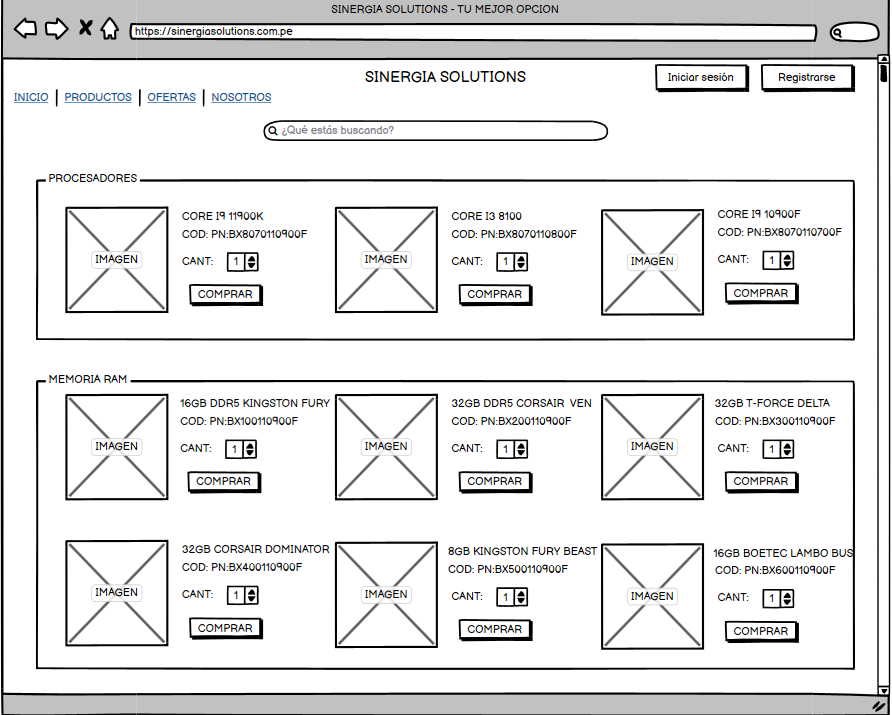 SINERGIA SOLUTIONS - TU MEJOR OPCION
https://sinergiasolutions.com.pe
SINERGIA SOLUTIONS
Iniciar sesión
Registrarse
INICIO
PRODUCTOS
OFERTAS
NOSOTROS
¿Qué estás buscando?
PROCESADORES
IMAGEN
CORE I9 11900K
COD: PN:BX8070110900F
CANT: 1
COMPRAR
IMAGEN
CORE I3 8100
COD: PN:BX8070110800F
CANT: 1
COMPRAR
IMAGEN
CORE I9 10900F
COD: PN:BX8070110700F
CANT: 1
COMPRAR
MEMORIA RAM
IMAGEN
16GB DDR5 KINGSTON FURY
COD: PN:BX100110900F
CANT: 1
COMPRAR
IMAGEN
32GB DDR5 CORSAIR VEN
COD: PN:BX200110900F
CANT: 1
COMPRAR
IMAGEN
32GB T-FORCE DELTA
COD: PN:BX300110900F
CANT: 1
COMPRAR
IMAGEN
32GB CORSAIR DOMINATOR
COD: PN:BX400110900F
CANT: 1
COMPRAR
IMAGEN
8GB KINGSTON FURY BEAST
COD: PN:BX500110900F
CANT: 1
COMPRAR
IMAGEN
16GB BOETEC LAMBO BUS
COD: PN:BX600110900F
CANT: 1
COMPRAR